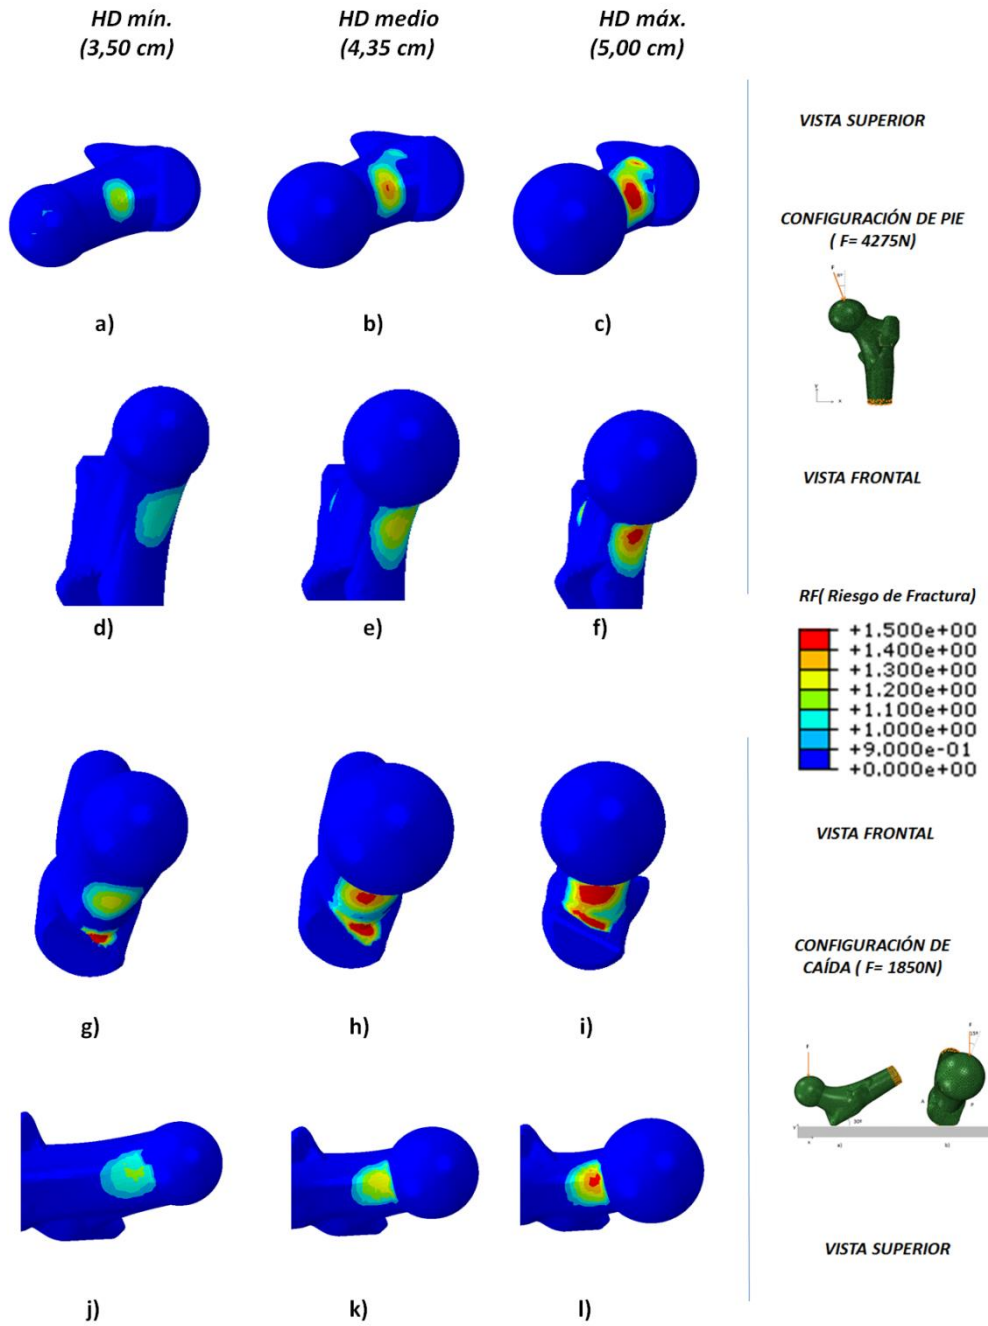 HD mín.
(3,50 cm)
HD medio
(4,35 cm)
HD máx.
(5,00 cm)
VISTA SUPERIOR
CONFIGURACIÓN DE PIE
( F= 4275N)
F
a)
b)
c)
VISTA FRONTAL
d)
e)
f)
RF( Riesgo de Fractura)
+1.500e+00
+1.400e+00
+1.300e+00
+1.200e+00
+1.100e+00
+1.000e+00
+9.000e-01
+0.000e+00
VISTA FRONTAL
CONFIGURACIÓN DE
CAÍDA ( F= 1850N)
g)
h)
i)
F
F
A
P
a)
b)
VISTA SUPERIOR
j)
k)
l)